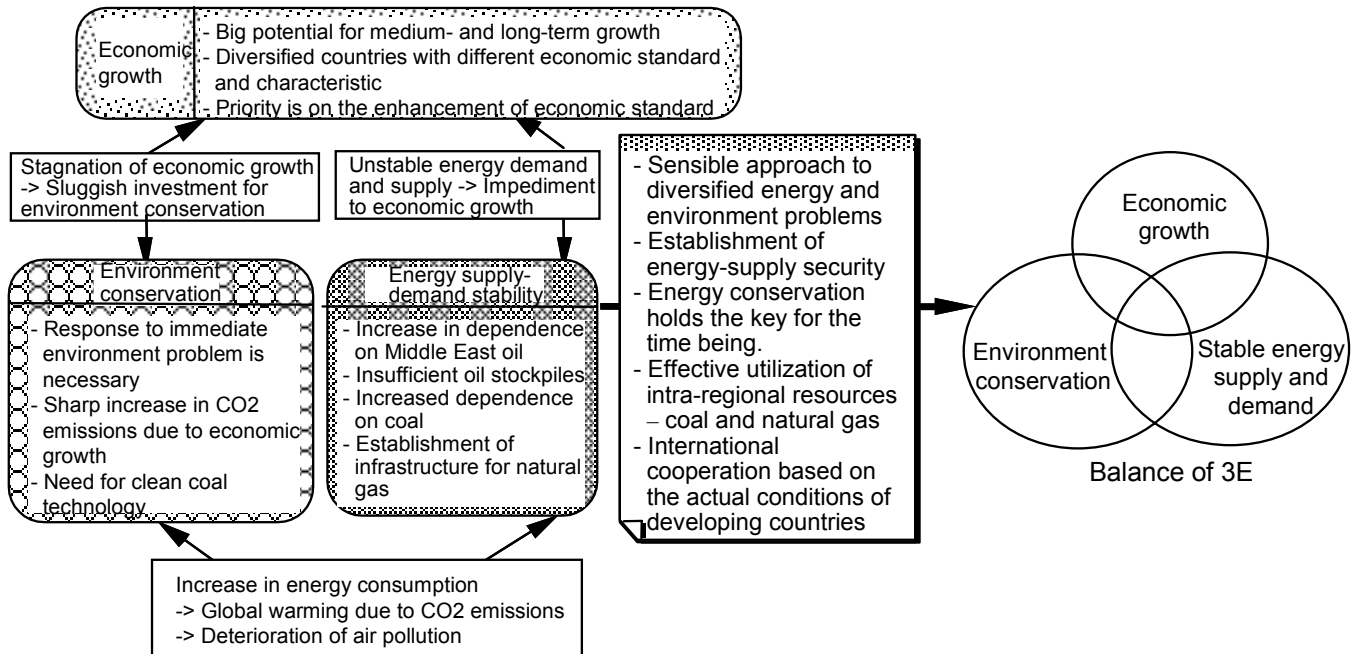 Economic
growth
- Big potential for medium- and long-term growth
- Diversified countries with different economic standard
and characteristic
- Priority is on the enhancement of economic standard
Stagnation of economic growth
-> Sluggish investment for
environment conservation
Unstable energy demand
and supply -> Impediment
to economic growth
Environment
conservation
- Response to immediate
environment problem is
necessary
- Sharp increase in CO2
emissions due to economic
growth
- Need for clean coal
technology
Energy supply-
demand stability
- Increase in dependence
on Middle East oil
- Insufficient oil stockpiles
- Increased dependence
on coal
- Establishment of
infrastructure for natural
gas
Increase in energy consumption
-> Global warming due to CO2 emissions
-> Deterioration of air pollution
- Sensible approach to
diversified energy and
environment problems
- Establishment of
energy-supply security
- Energy conservation
holds the key for the
time being.
- Effective utilization of
intra-regional resources
– coal and natural gas
- International
cooperation based on
the actual conditions of
developing countries
Economic
growth
Environment
conservation
Stable energy
supply and
demand
Balance of 3E